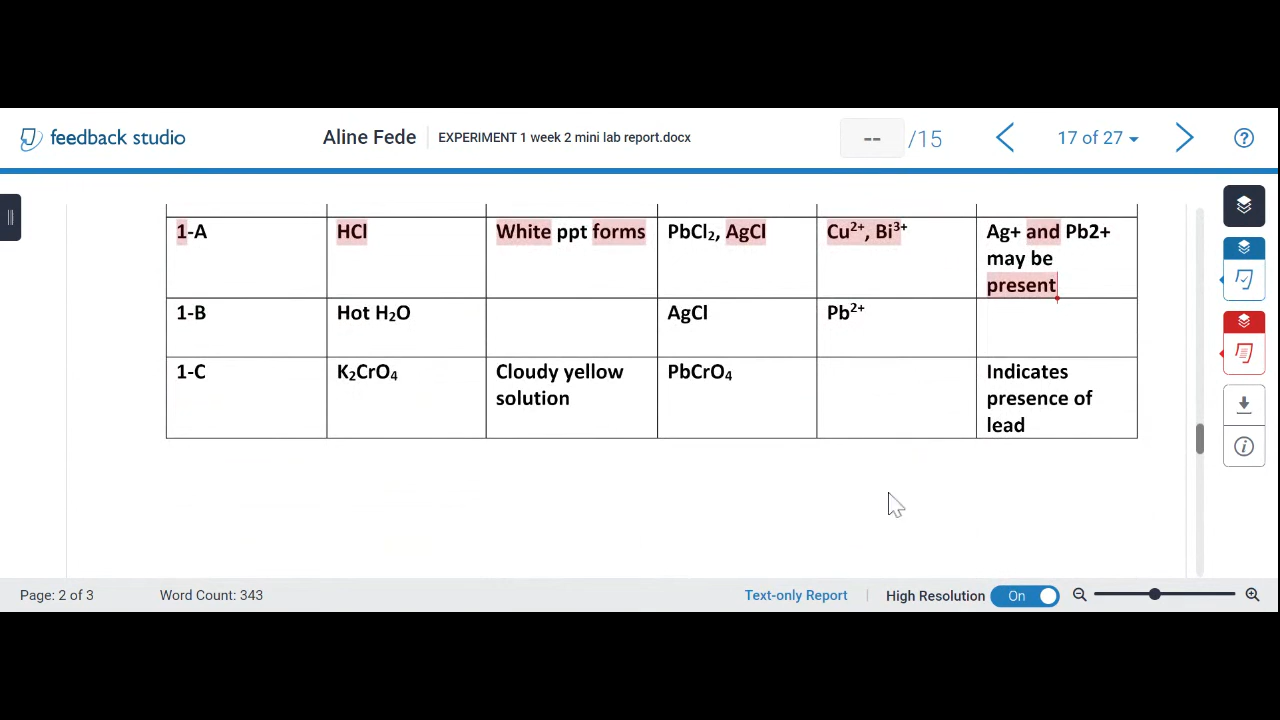 feedback studio
Aline Fede
EXPERIMENT 1 week 2 mini lab report.docx
-- /15
17 of 27
?
1-A HCl White ppt forms PbCl₂, AgCl Cu²⁺, Bi³⁺ Ag+ and Pb2+
may be
present
1-B Hot H₂O AgCl Pb²⁺
1-C K₂CrO₄ Cloudy yellow PbCrO₄ Indicates
solution presence of
lead
Page: 2 of 3 Word Count: 343 Text-only Report High Resolution On